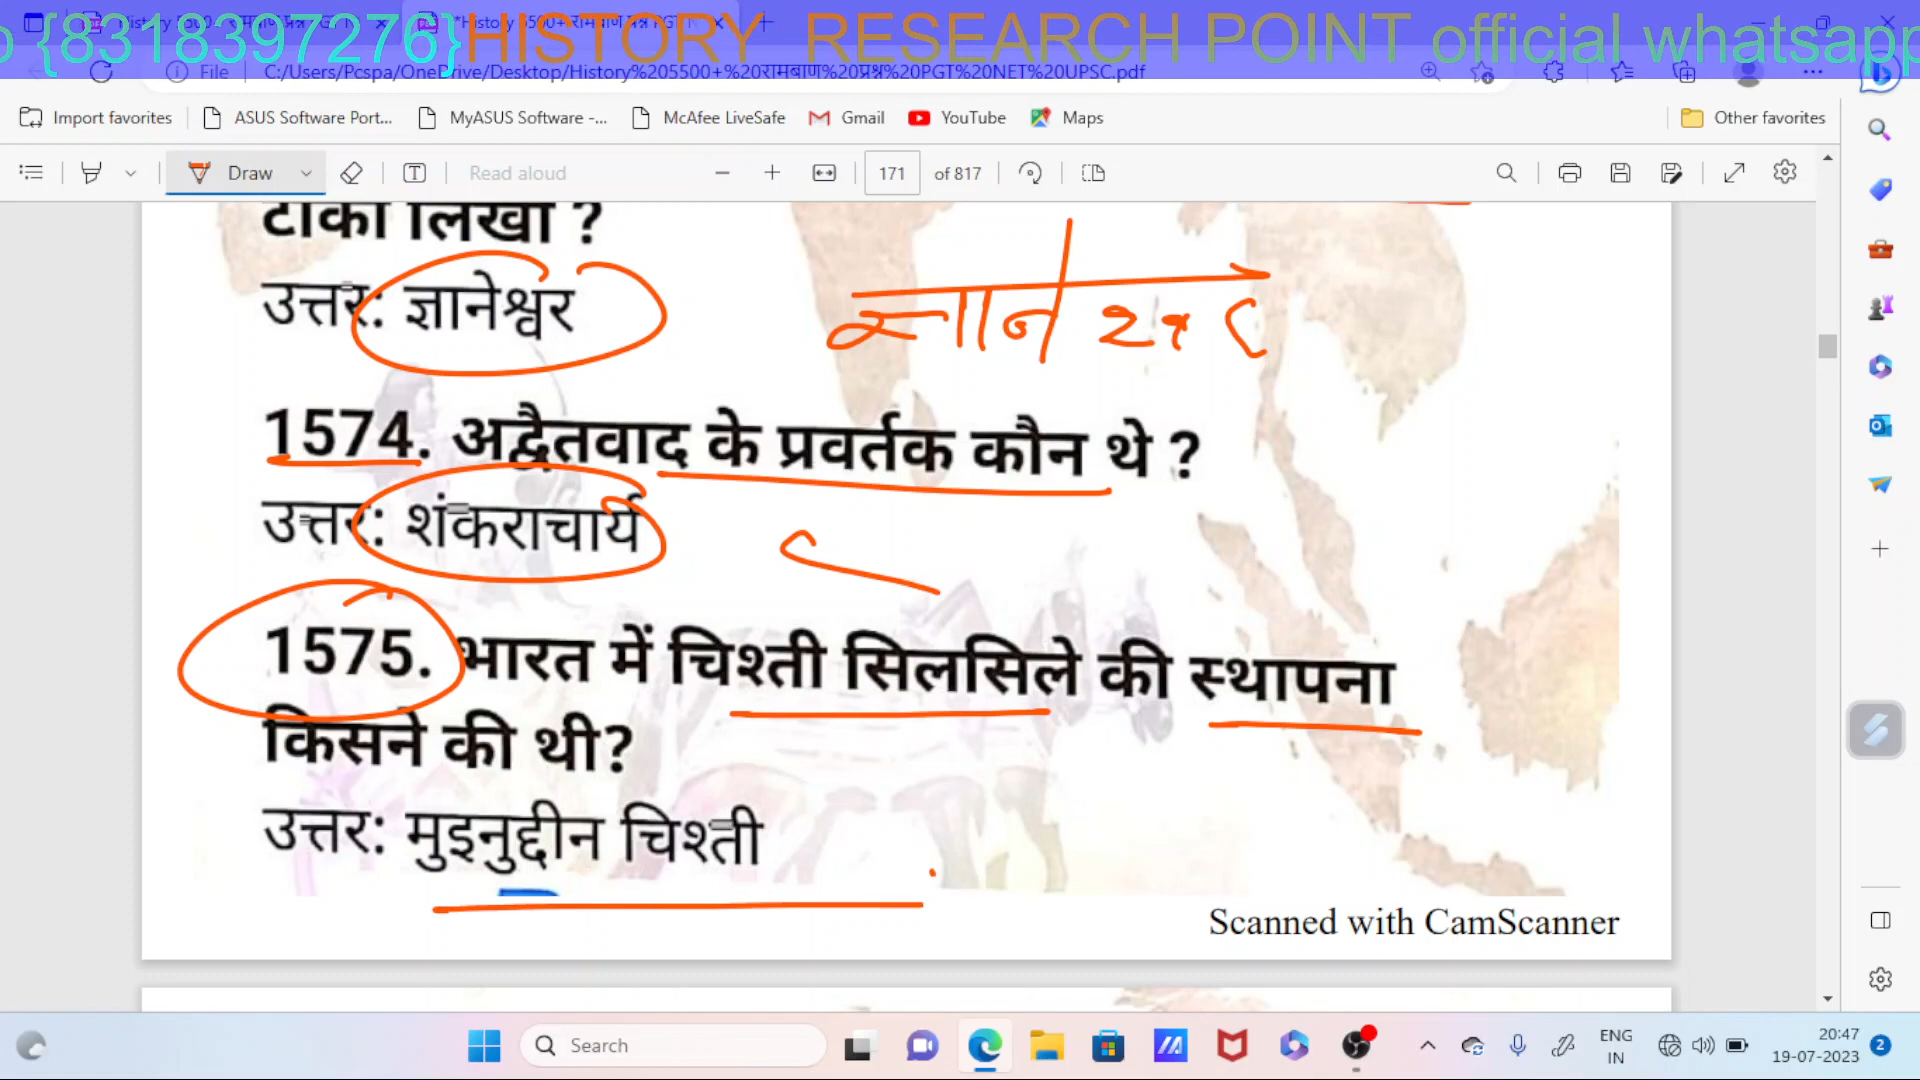 {8318397276}HISTORY RESEARCH POINT official whatsapp
File C:/Users/Pcspa/OneDrive/Desktop/History%205500+%20रामबाण%20प्रश्न%20PGT%20NET%20UPSC.pdf
Import favorites ASUS Software Port... MyASUS Software -... McAfee LiveSafe Gmail YouTube Maps Other favorites
Draw Read aloud 171 of 817
टीका लिखी ?
उत्तर: ज्ञानेश्वर
1574. अद्वैतवाद के प्रवर्तक कौन थे ?
उत्तर: शंकराचार्य
1575. भारत में चिश्ती सिलसिले की स्थापना
किसने की थी?
उत्तर: मुइनुद्दीन चिश्ती
Scanned with CamScanner
Search
ENG
IN
20:47
19-07-2023
2